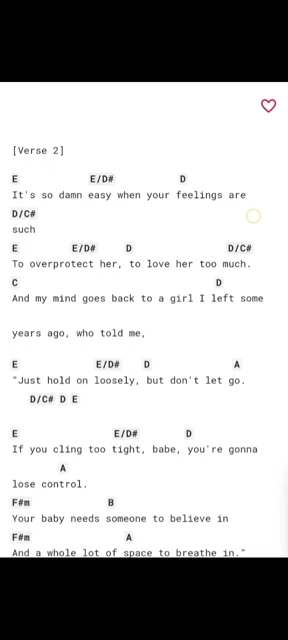 [Verse 2]
E E/D# D
It's so damn easy when your feelings are
D/C#
such
E E/D# D D/C#
To overprotect her, to love her too much.
C D
And my mind goes back to a girl I left some
years ago, who told me,
E E/D# D A
"Just hold on loosely, but don't let go.
D/C# D E
E E/D# D
If you cling too tight, babe, you're gonna
A
lose control.
F#m B
Your baby needs someone to believe in
F#m A
And a whole lot of space to breathe in."